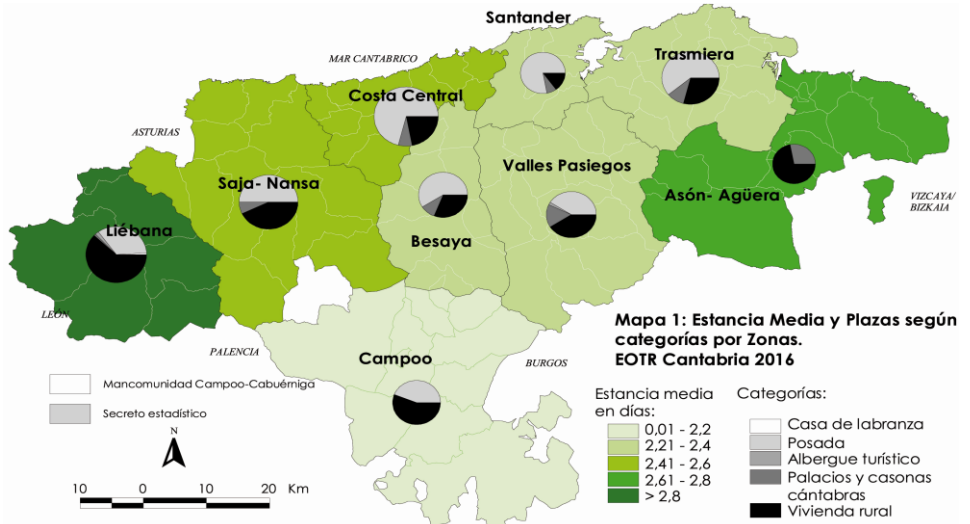 Santander
Trasmiera
MAR CANTABRICO
Costa Central
ASTURIAS
Valles Pasiegos
Saja- Nansa
Asón- Agüera
VIZCAYA/
BIZKAIA
Liébana
Besaya
LEÓN
Mapa 1: Estancia Media y Plazas según
categorías por Zonas.
EOTR Cantabria 2016
PALENCIA
Campoo
BURGOS
Mancomunidad Campoo-Cabuérniga
Secreto estadístico
N
10 0 10 20 Km
Estancia media
en días:
0,01 - 2,2
2,21 - 2,4
2,41 - 2,6
2,61 - 2,8
> 2,8
Categorías:
Casa de labranza
Posada
Albergue turístico
Palacios y casonas
cántabras
Vivienda rural